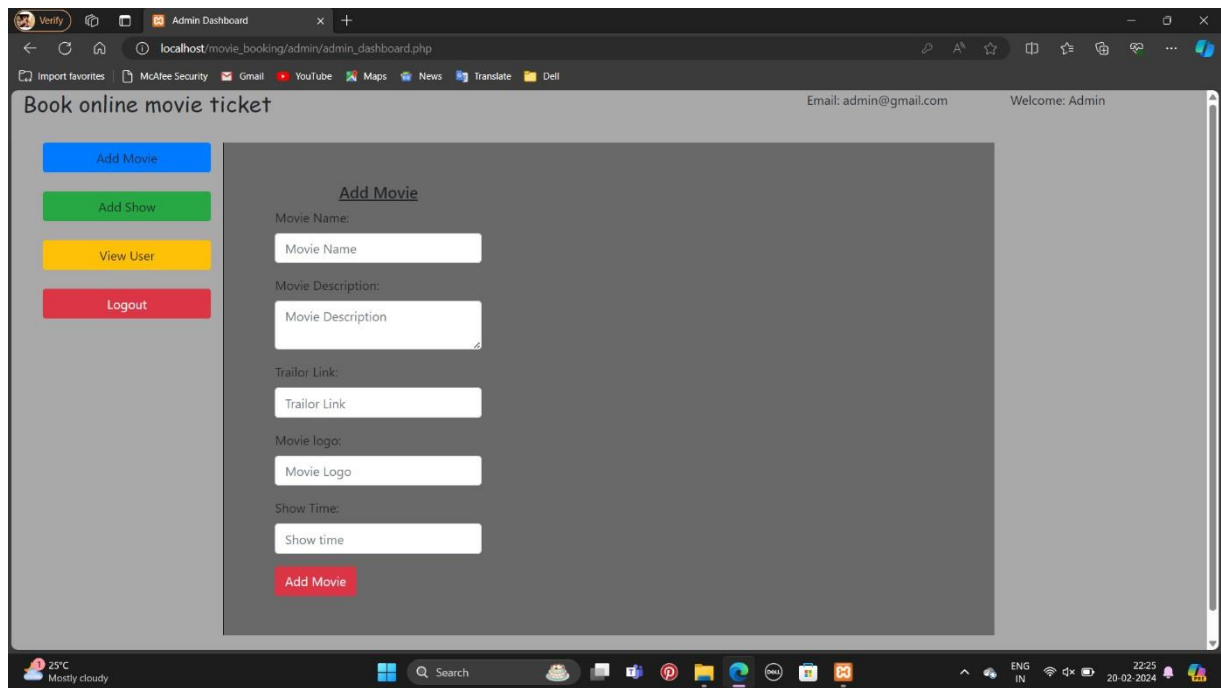 Verify
Admin Dashboard
localhost/movie_booking/admin/admin_dashboard.php
Import favorites
McAfee Security
Gmail
YouTube
Maps
News
Translate
Dell
Book online movie ticket
Email: admin@gmail.com
Welcome: Admin
Add Movie
Add Show
View User
Logout
Add Movie
Movie Name:
Movie Name
Movie Description:
Movie Description
Trailor Link:
Trailor Link
Movie logo:
Movie Logo
Show Time:
Show time
Add Movie
1
25°C
Mostly cloudy
Search
DELL
ENG
IN
22:25
20-02-2024